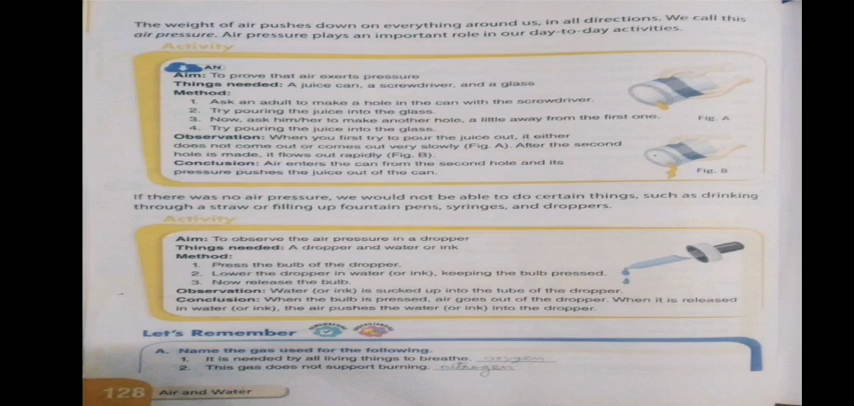 The weight of air pushes down on everything around us, in all directions. We call this
air pressure. Air pressure plays an important role in our day-to-day activities.
Activity
AN
Aim: To prove that air exerts pressure
Things needed: A juice can, a screwdriver, and a glass
Method:
1. Ask an adult to make a hole in the can with the screwdriver.
2. Try pouring the juice into the glass.
3. Now, ask him/her to make another hole, a little away from the first one.
4. Try pouring the juice into the glass.
Fig. A
Observation: When you first try to pour the juice out, it either
does not come out or comes out very slowly (Fig. A). After the second
hole is made, it flows out rapidly (Fig. B).
Conclusion: Air enters the can from the second hole and its
pressure pushes the juice out of the can.
Fig. B
If there was no air pressure, we would not be able to do certain things, such as drinking
through a straw or filling up fountain pens, syringes, and droppers.
Activity
Aim: To observe the air pressure in a dropper
Things needed: A dropper and water or ink
Method:
1. Press the bulb of the dropper.
2. Lower the dropper in water (or ink), keeping the bulb pressed.
3. Now release the bulb.
Observation: Water (or ink) is sucked up into the tube of the dropper.
Conclusion: When the bulb is pressed, air goes out of the dropper. When it is released
in water (or ink), the air pushes the water (or ink) into the dropper.
Let's Remember
A. Name the gas used for the following.
1. It is needed by all living things to breathe. oxygen
2. This gas does not support burning. nitrogen
128 Air and Water